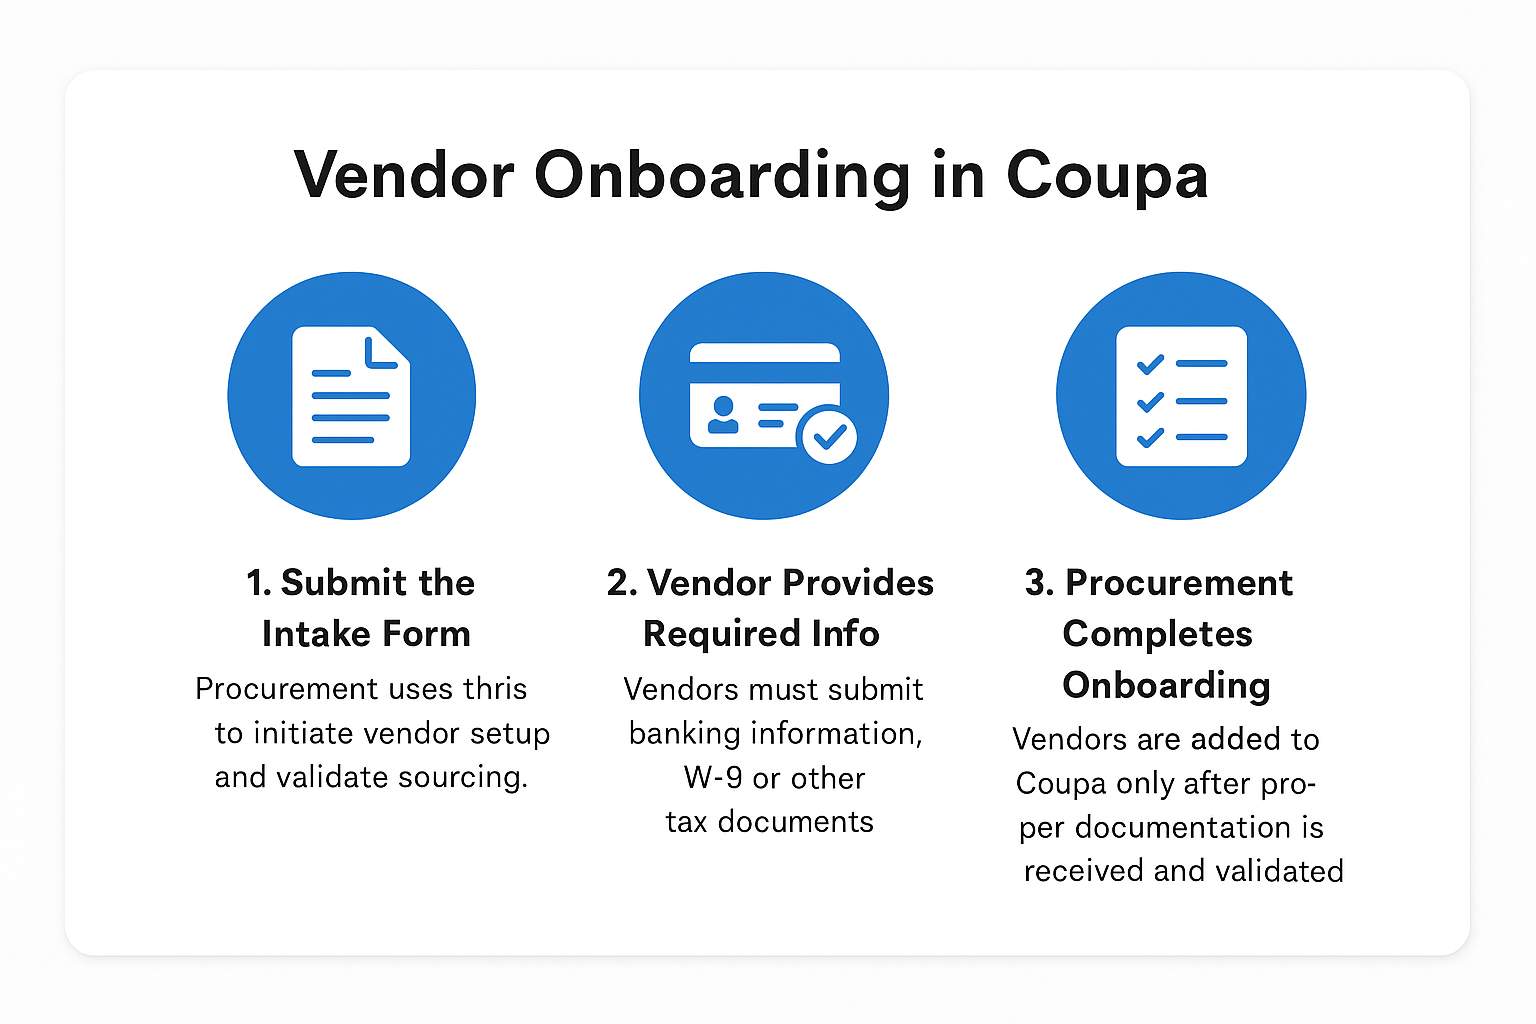 Vendor Onboarding in Coupa
1. Submit the
Intake Form
Procurement uses thris
to initiate vendor setup
and validate sourcing.
2. Vendor Provides
Required Info
Vendors must submit
banking information,
W-9 or other
tax documents
3. Procurement
Completes
Onboarding
Vendors are added to
Coupa only after pro-
per documentation is
received and validated